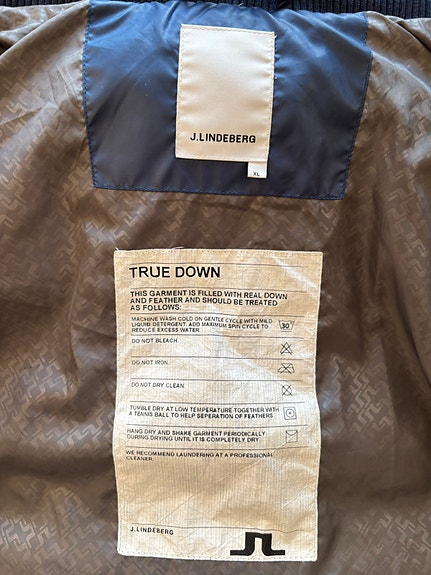 J.LINDEBERG
XL
TRUE DOWN
THIS GARMENT IS FILLED WITH REAL DOWN
AND FEATHER AND SHOULD BE TREATED
AS FOLLOWS:
MACHINE WASH COLD ON GENTLE CYCLE WITH MILD
LIQUID DETERGENT. ADD MAXIMUM SPIN CYCLE TO
REDUCE EXCESS WATER.
30
DO NOT BLEACH.
DO NOT IRON.
DO NOT DRY CLEAN.
TUMBLE DRY AT LOW TEMPERATURE TOGETHER WITH
A TENNIS BALL TO HELP SEPERATION OF FEATHERS
HANG DRY AND SHAKE GARMENT PERIODICALLY
DURING DRYING UNTIL IT IS COMPLETELY DRY.
WE RECOMMEND LAUNDERING AT A PROFESSIONAL
CLEANER.
J.LINDEBERG